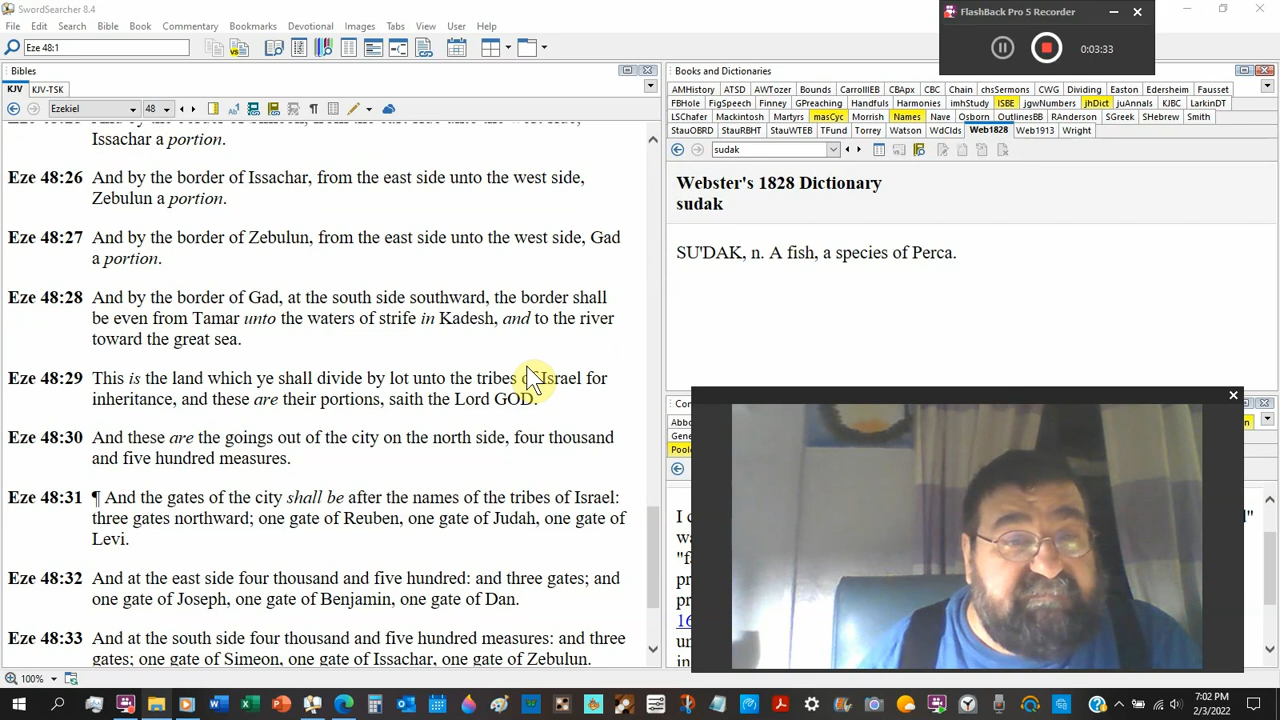 SwordSearcher 8.4
File Edit Search Bible Book Commentary Bookmarks Devotional Images Tabs View User Help
Eze 48:1
Bibles
KJV KJV-TSK
Ezekiel 48
Issachar a portion.
Eze 48:26 And by the border of Issachar, from the east side unto the west side,
Zebulun a portion.
Eze 48:27 And by the border of Zebulun, from the east side unto the west side, Gad
a portion.
Eze 48:28 And by the border of Gad, at the south side southward, the border shall
be even from Tamar unto the waters of strife in Kadesh, and to the river
toward the great sea.
Eze 48:29 This is the land which ye shall divide by lot unto the tribes of Israel for
inheritance, and these are their portions, saith the Lord GOD.
Eze 48:30 And these are the goings out of the city on the north side, four thousand
and five hundred measures.
Eze 48:31 ¶ And the gates of the city shall be after the names of the tribes of Israel:
three gates northward; one gate of Reuben, one gate of Judah, one gate of
Levi.
Eze 48:32 And at the east side four thousand and five hundred: and three gates; and
one gate of Joseph, one gate of Benjamin, one gate of Dan.
Eze 48:33 And at the south side four thousand and five hundred measures: and three
gates; one gate of Simeon, one gate of Issachar, one gate of Zebulun.
100%
FlashBack Pro 5 Recorder
0:03:33
Books and Dictionaries
AMHistory ATSD AWTozer Bounds CarrollEIB CBApx CBC Chain chsSermons CWG Dividing Easton Edersheim Fausset
FBHole FigSpeech Finney GPreaching Handfuls Harmonies imhStudy ISBE jgwNumbers jhDict juAnnals KJBC LarkinDT
LSChafer Mackintosh Martyrs masCyc Morrish Names Nave Osborn OutlinesBB RAnderson SGreek SHebrew Smith
StauOBRD StauRBHT StauWTEB TFund Torrey Watson WdClds Web1828 Web1913 Wright
sudak
Webster's 1828 Dictionary
sudak
SU'DAK, n. A fish, a species of Perca.
7:02 PM
2/3/2022